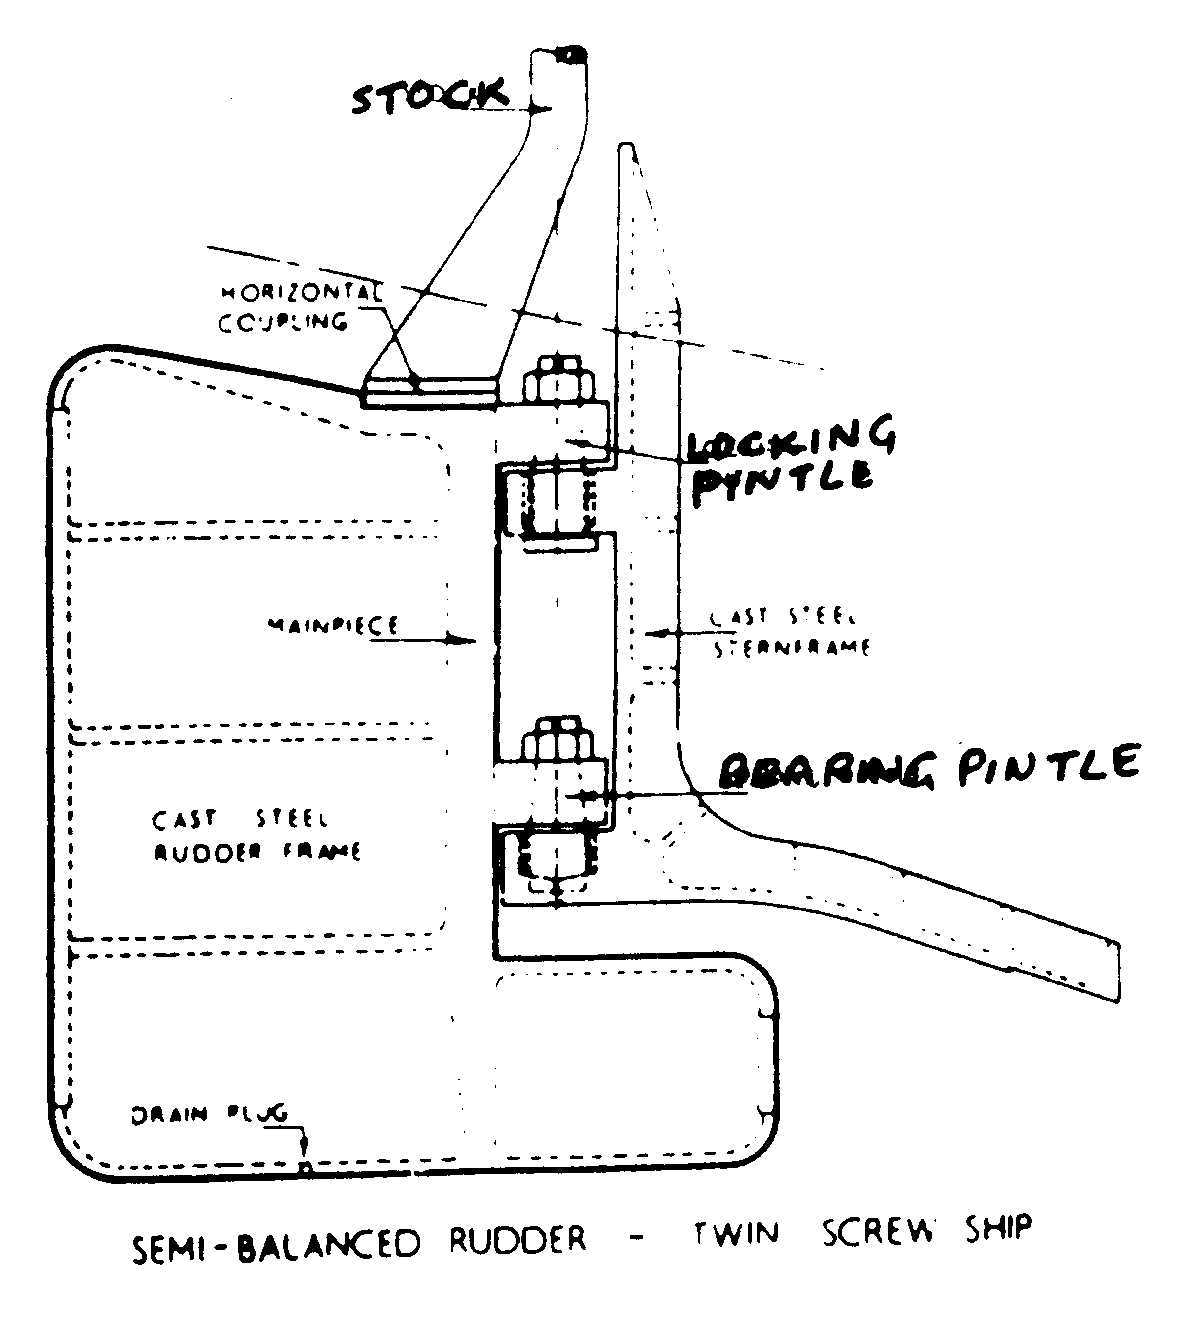 STOCK
HORIZONTAL
COUPLING
LOCKING
PYNTLE
MAINPIECE
CAST STEEL
STERNFRAME
BEARING PINTLE
CAST STEEL
RUDDER FRAME
DRAIN PLUG
SEMI-BALANCED RUDDER - TWIN SCREW SHIP